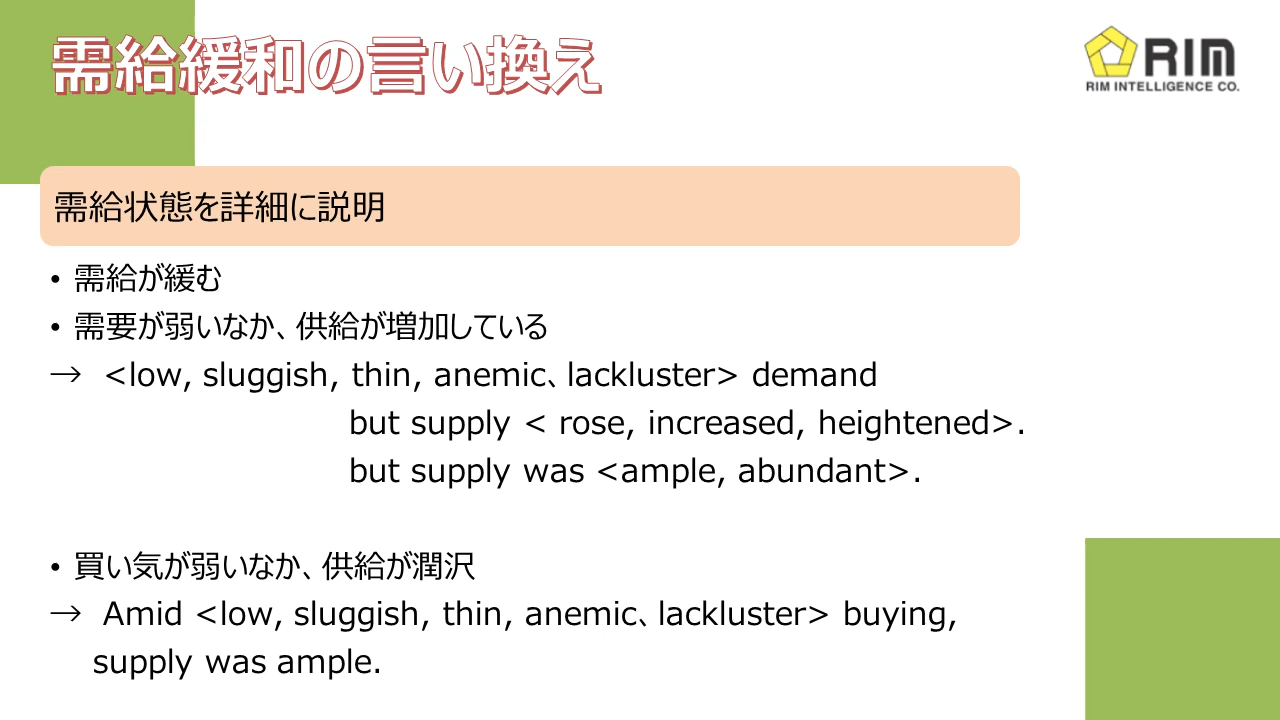 需給緩和の言い換え
RIM
RIM INTELLIGENCE CO.
需給状態を詳細に説明
• 需給が緩む
• 需要が弱いなか、供給が増加している
→ <low, sluggish, thin, anemic、lackluster> demand
but supply < rose, increased, heightened>.
but supply was <ample, abundant>.
• 買い気が弱いなか、供給が潤沢
→ Amid <low, sluggish, thin, anemic、lackluster> buying,
supply was ample.